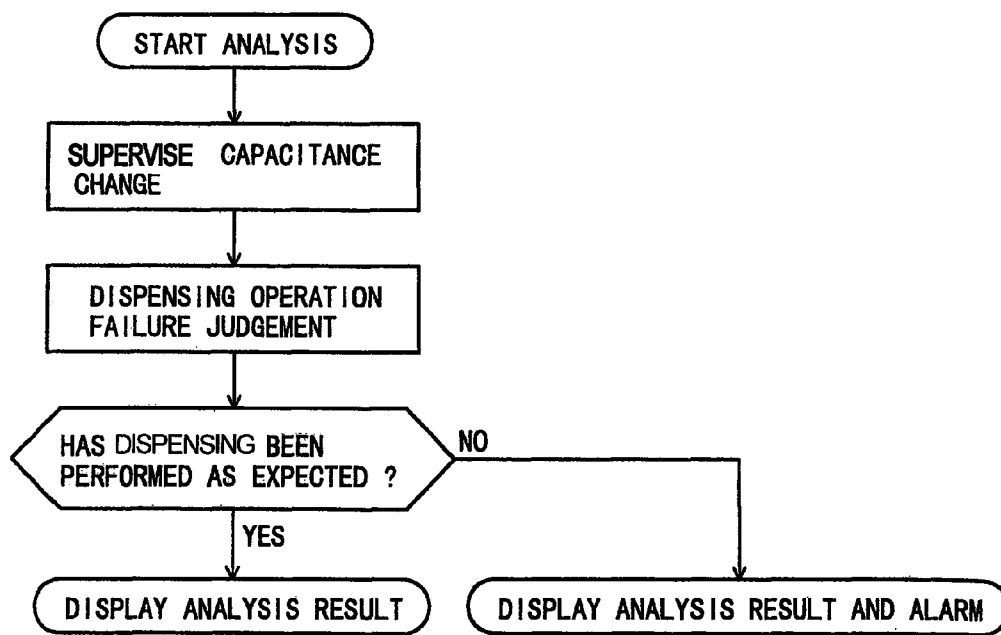 START ANALYSIS
SUPERVISE CAPACITANCE
CHANGE
DISPENSING OPERATION
FAILURE JUDGEMENT
HAS DISPENSING BEEN
PERFORMED AS EXPECTED ?
NO
YES
DISPLAY ANALYSIS RESULT
DISPLAY ANALYSIS RESULT AND ALARM